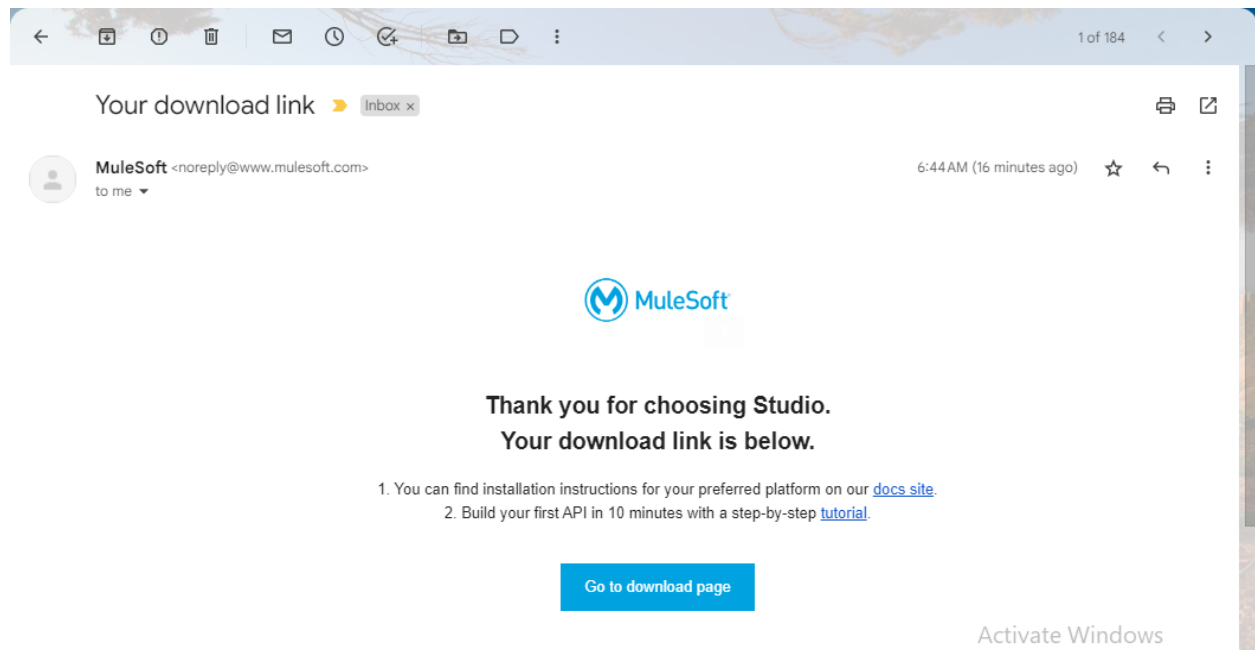 1 of 184
Your download link Inbox x
MuleSoft <noreply@www.mulesoft.com> 6:44 AM (16 minutes ago)
to me
MuleSoft
Thank you for choosing Studio.
Your download link is below.
1. You can find installation instructions for your preferred platform on our docs site.
2. Build your first API in 10 minutes with a step-by-step tutorial.
Go to download page
Activate Windows